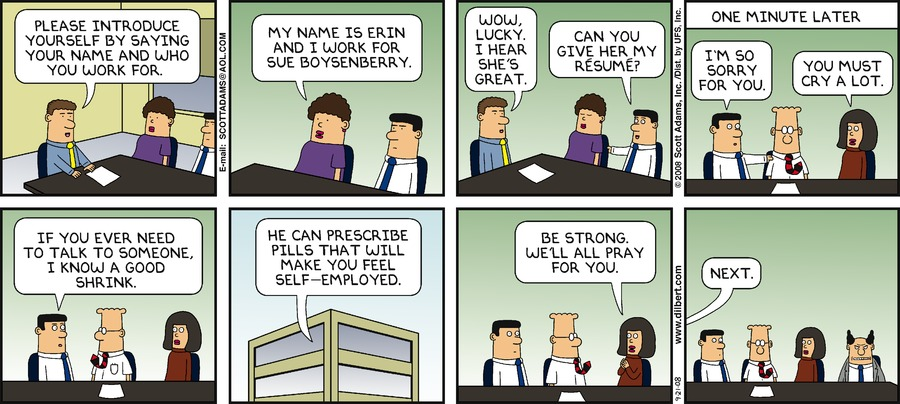 PLEASE INTRODUCE
YOURSELF BY SAYING
YOUR NAME AND WHO
YOU WORK FOR.
E-mail: SCOTTADAMS@AOL.COM
MY NAME IS ERIN
AND I WORK FOR
SUE BOYSENBERRY.
WOW,
LUCKY.
I HEAR
SHE'S
GREAT.
CAN YOU
GIVE HER MY
RÉSUMÉ?
© 2008 Scott Adams, Inc./Dist. by UFS, Inc.
ONE MINUTE LATER
I'M SO
SORRY
FOR YOU.
YOU MUST
CRY A LOT.
IF YOU EVER NEED
TO TALK TO SOMEONE,
I KNOW A GOOD
SHRINK.
HE CAN PRESCRIBE
PILLS THAT WILL
MAKE YOU FEEL
SELF-EMPLOYED.
BE STRONG.
WE'LL ALL PRAY
FOR YOU.
www.dilbert.com
9-21-08
NEXT.